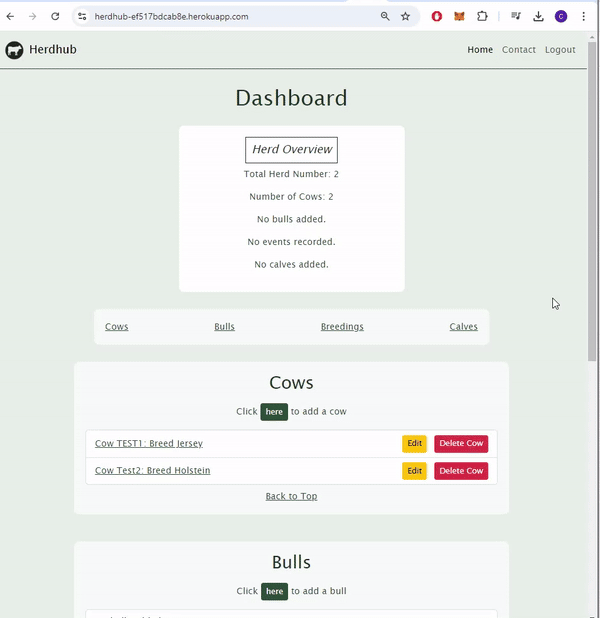 herdhub-ef517bdcab8e.herokuapp.com
C
Herdhub
Home Contact Logout
Dashboard
Herd Overview
Total Herd Number: 2
Number of Cows: 2
No bulls added.
No events recorded.
No calves added.
Cows Bulls Breedings Calves
Cows
Click here to add a cow
Cow TEST1: Breed Jersey Edit Delete Cow
Cow Test2: Breed Holstein Edit Delete Cow
Back to Top
Bulls
Click here to add a bull